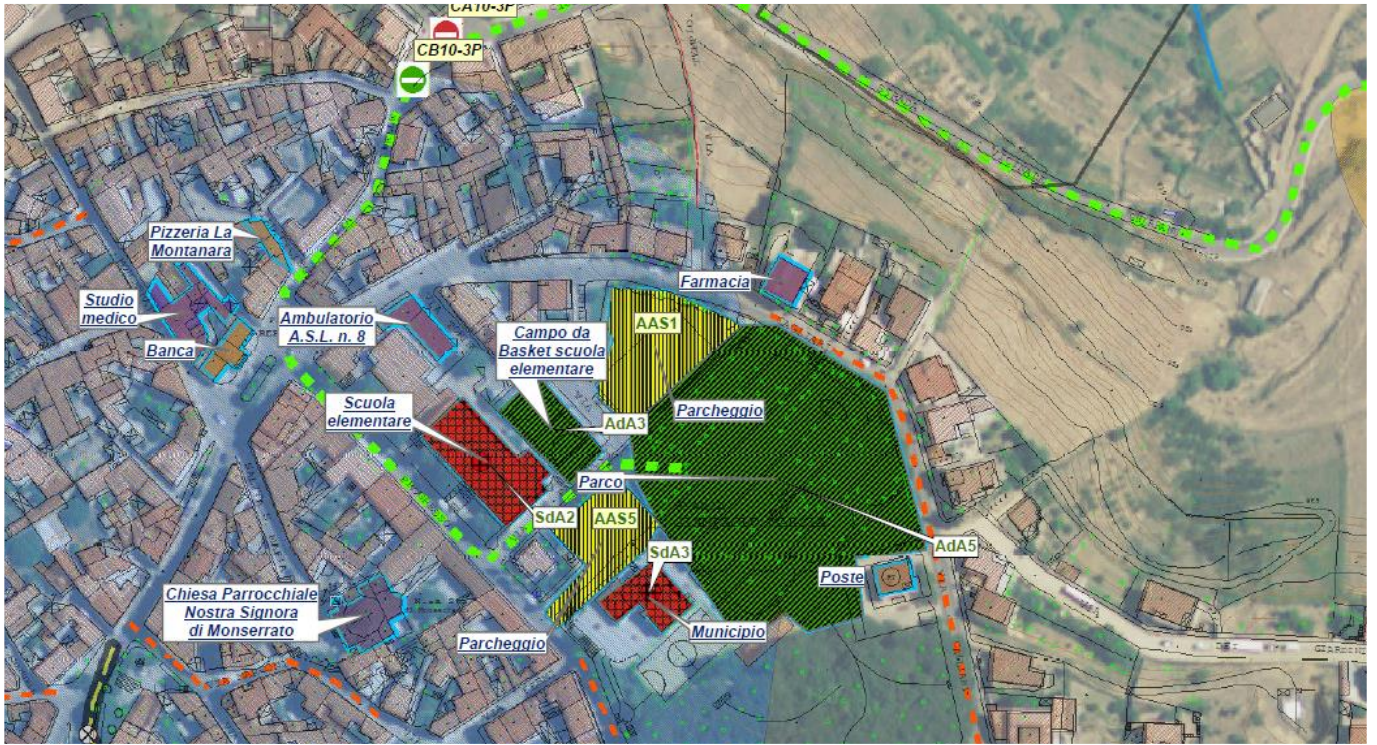 CA10-3P
CB10-3P
Pizzeria La
Montanara
Studio
medico
Banca
Ambulatorio
A.S.L. n. 8
Campo da
Basket scuola
elementare
Farmacia
AAS1
Parcheggio
Scuola
elementare
AdA3
Parco
SdA2
AAS5
SdA3
AdA5
Poste
Chiesa Parrocchiale
Nostra Signora
di Monserrato
Municipio
Parcheggio
VIA